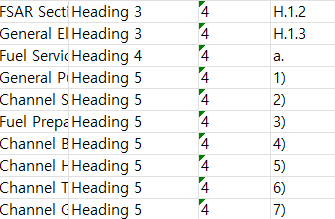 FSAR Secti Heading 3 4 H.1.2
General El Heading 3 4 H.1.3
Fuel Servic Heading 4 4 a.
General P Heading 5 4 1)
Channel S Heading 5 4 2)
Fuel Prepa Heading 5 4 3)
Channel B Heading 5 4 4)
Channel H Heading 5 4 5)
Channel T Heading 5 4 6)
Channel G Heading 5 4 7)